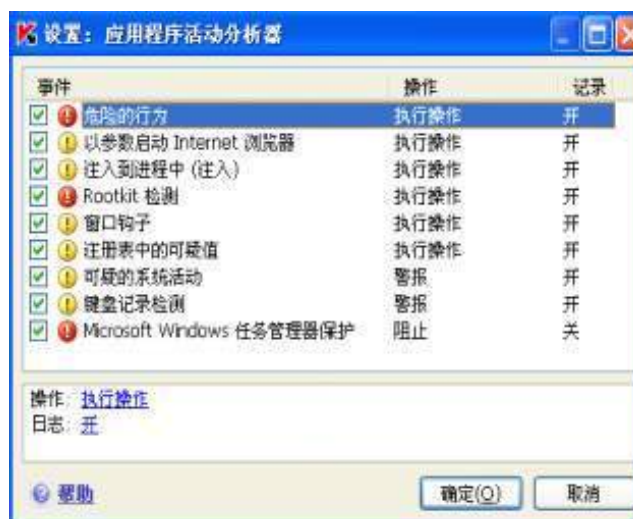 设置：应用程序活动分析器
事件 操作 记录
危险的行为 执行操作 开
以参数启动 Internet 浏览器 执行操作 开
注入到进程中 (注入) 执行操作 开
Rootkit 检测 执行操作 开
窗口钩子 执行操作 开
注册表中的可疑值 执行操作 开
可疑的系统活动 警报 开
键盘记录检测 警报 开
Microsoft Windows 任务管理器保护 阻止 关
操作: 执行操作
日志: 开
帮助 确定(O) 取消